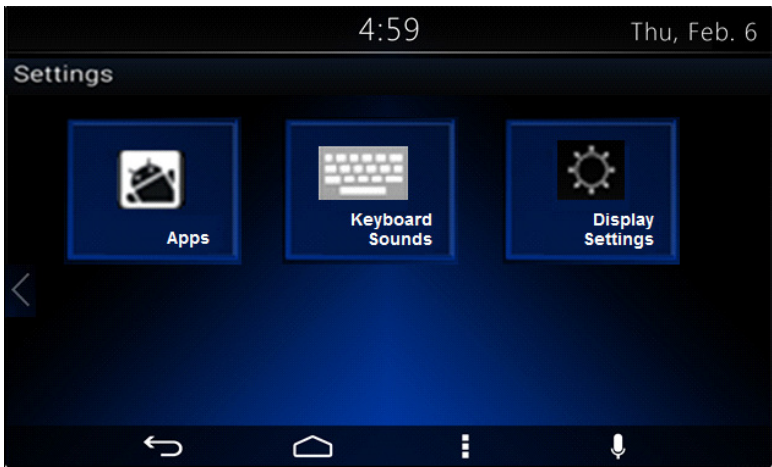 4:59
Thu, Feb. 6
Settings
Apps
Keyboard
Sounds
Display
Settings